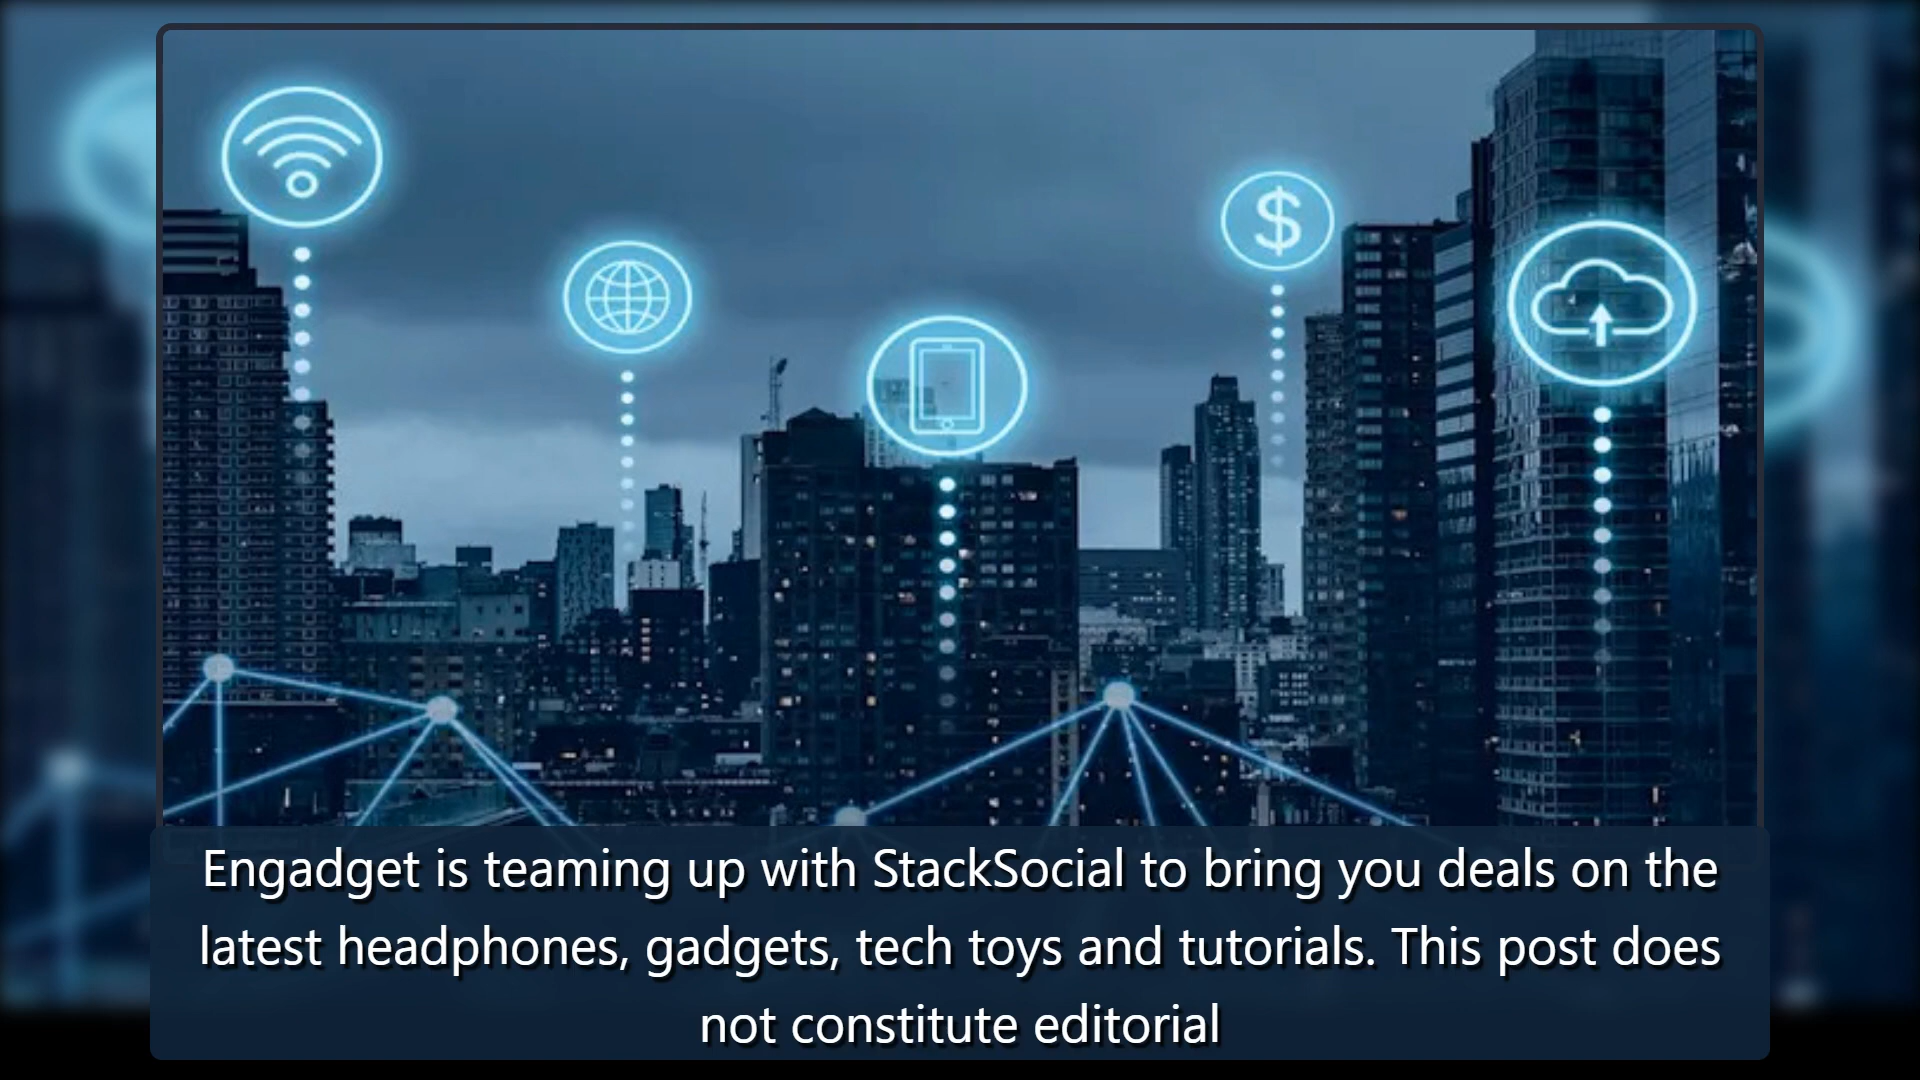 $
Engadget is teaming up with StackSocial to bring you deals on the
latest headphones, gadgets, tech toys and tutorials. This post does
not constitute editorial